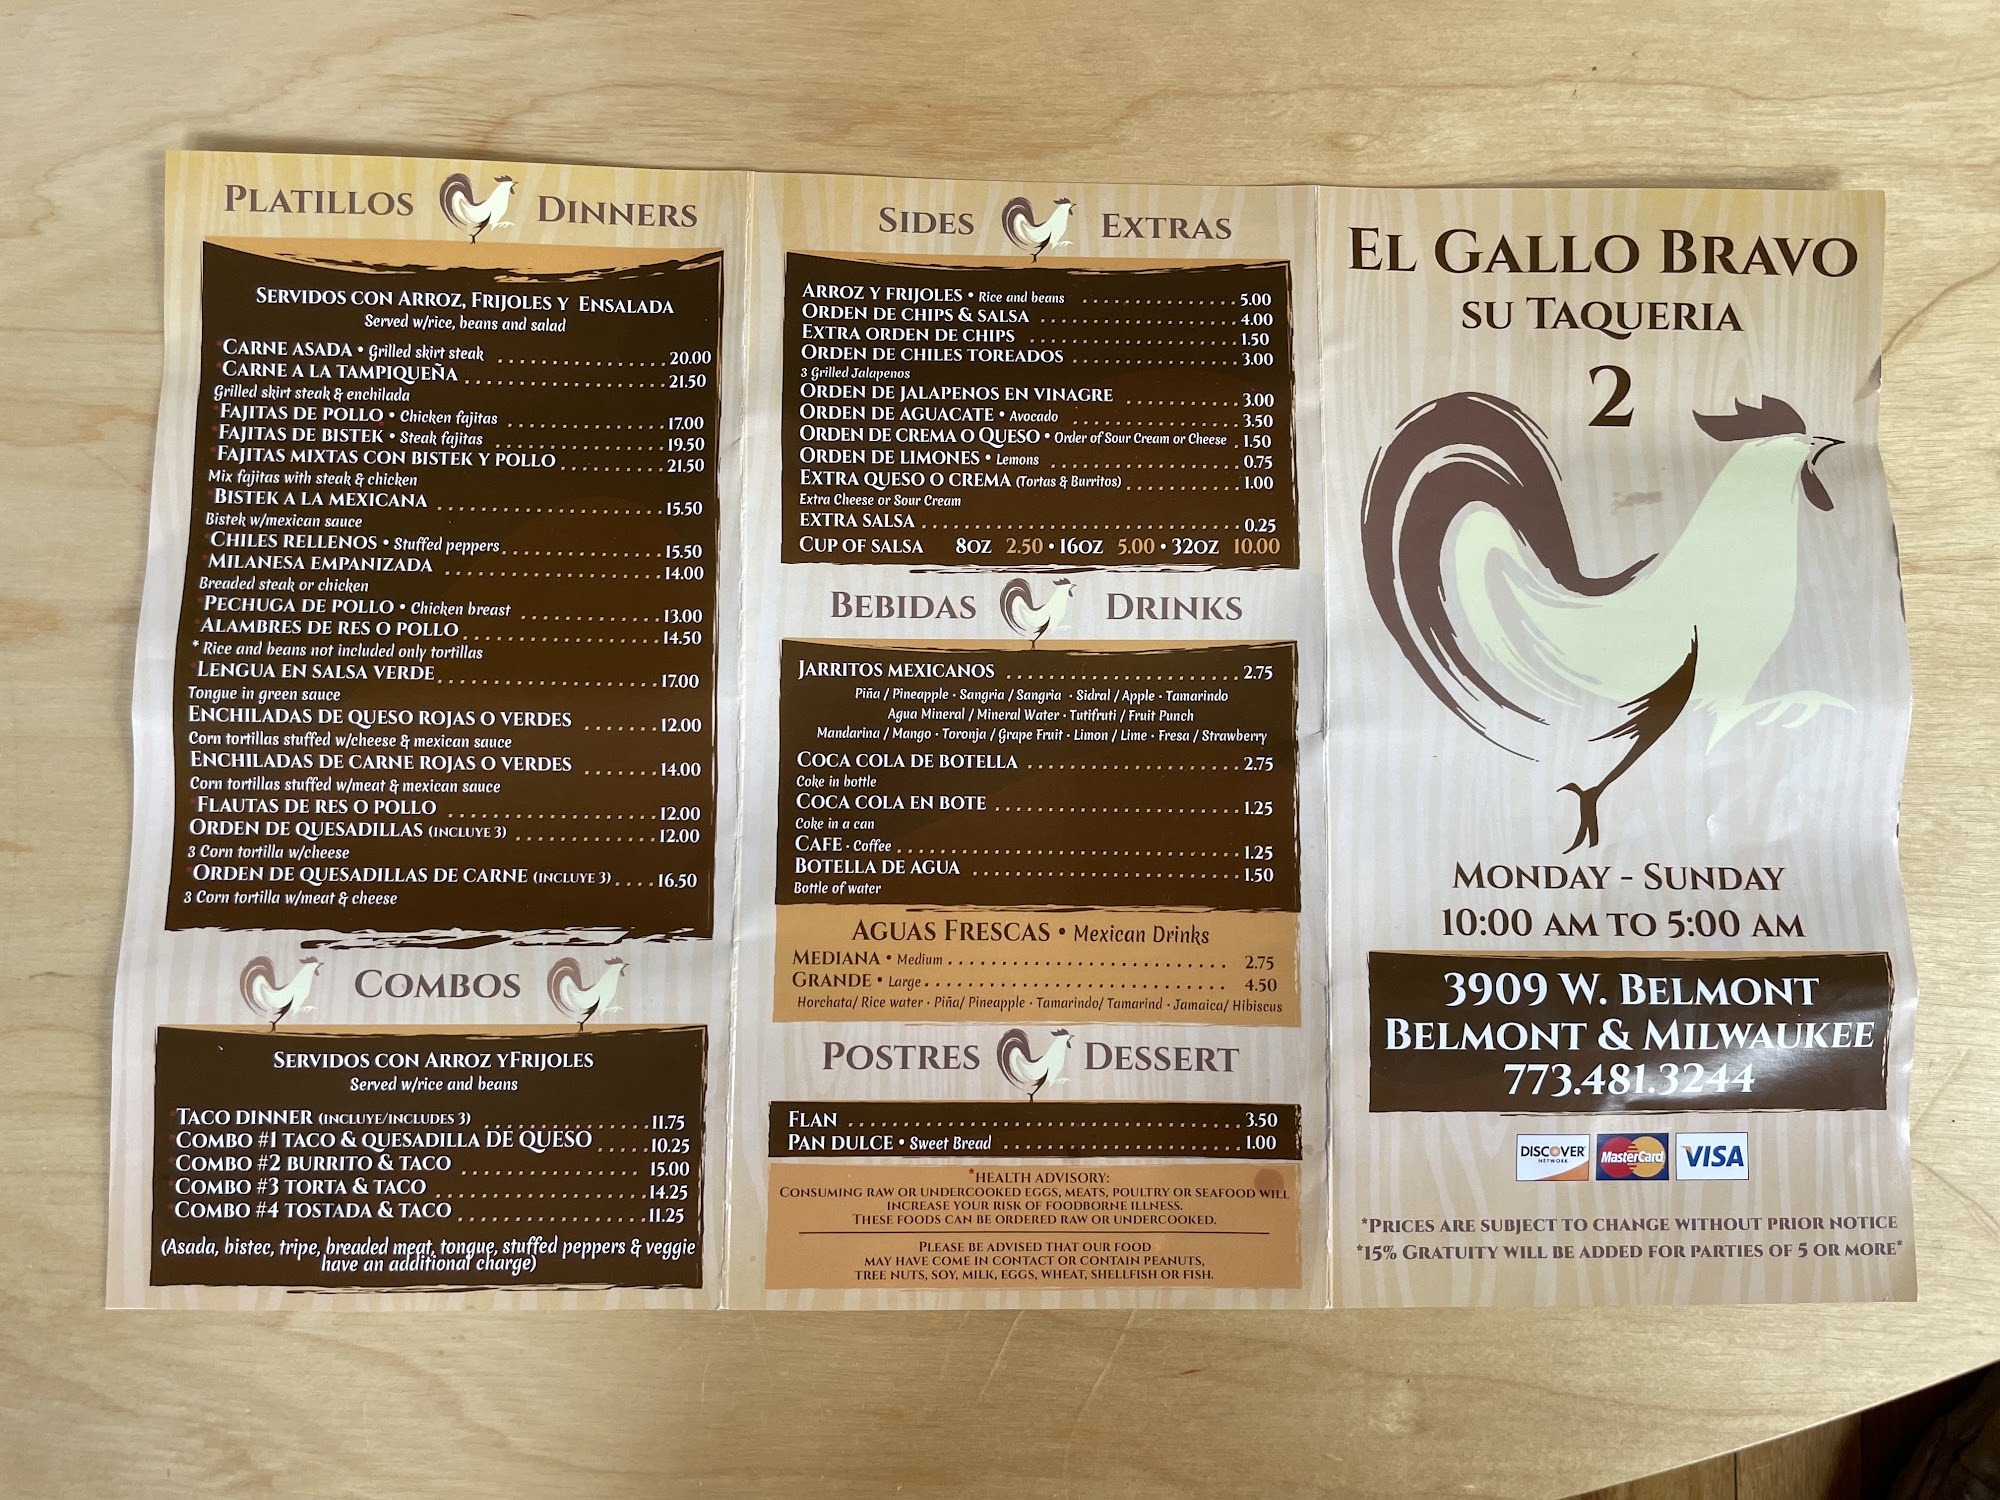 PLATILLOS DINNERS
SERVIDOS CON ARROZ, FRIJOLES Y ENSALADA
Served w/rice, beans and salad
*CARNE ASADA • Grilled skirt steak 20.00
*CARNE A LA TAMPIQUEÑA 21.50
Grilled skirt steak & enchilada
*FAJITAS DE POLLO • Chicken fajitas 17.00
*FAJITAS DE BISTEK • Steak fajitas 19.50
*FAJITAS MIXTAS CON BISTEK Y POLLO 21.50
Mix fajitas with steak & chicken
*BISTEK A LA MEXICANA 15.50
Bistek w/mexican sauce
*CHILES RELLENOS • Stuffed peppers 15.50
*MILANESA EMPANIZADA 14.00
Breaded steak or chicken
*PECHUGA DE POLLO • Chicken breast 13.00
*ALAMBRES DE RES O POLLO 14.50
* Rice and beans not included only tortillas
*LENGUA EN SALSA VERDE 17.00
Tongue in green sauce
ENCHILADAS DE QUESO ROJAS O VERDES 12.00
Corn tortillas stuffed w/cheese & mexican sauce
ENCHILADAS DE CARNE ROJAS O VERDES 14.00
Corn tortillas stuffed w/meat & mexican sauce
*FLAUTAS DE RES O POLLO 12.00
ORDEN DE QUESADILLAS (INCLUYE 3) 12.00
3 Corn tortilla w/cheese
*ORDEN DE QUESADILLAS DE CARNE (INCLUYE 3) 16.50
3 Corn tortilla w/meat & cheese
COMBOS
SERVIDOS CON ARROZ YFRIJOLES
Served w/rice and beans
*TACO DINNER (INCLUYE/INCLUDES 3) 11.75
*COMBO #1 TACO & QUESADILLA DE QUESO 10.25
*COMBO #2 BURRITO & TACO 15.00
*COMBO #3 TORTA & TACO 14.25
*COMBO #4 TOSTADA & TACO 11.25
(Asada, bistec, tripe, breaded meat, tongue, stuffed peppers & veggie
have an additional charge)
SIDES EXTRAS
ARROZ Y FRIJOLES • Rice and beans 5.00
ORDEN DE CHIPS & SALSA 4.00
EXTRA ORDEN DE CHIPS 1.50
ORDEN DE CHILES TOREADOS 3.00
3 Grilled Jalapenos
ORDEN DE JALAPENOS EN VINAGRE 3.00
ORDEN DE AGUACATE • Avocado 3.50
ORDEN DE CREMA O QUESO • Order of Sour Cream or Cheese 1.50
ORDEN DE LIMONES • Lemons 0.75
EXTRA QUESO O CREMA (Tortas & Burritos) 1.00
Extra Cheese or Sour Cream
EXTRA SALSA 0.25
CUP OF SALSA 8OZ 2.50 • 16OZ 5.00 • 32OZ 10.00
BEBIDAS DRINKS
JARRITOS MEXICANOS 2.75
Piña / Pineapple · Sangria / Sangria · Sidral / Apple · Tamarindo
Agua Mineral / Mineral Water · Tutifruti / Fruit Punch
Mandarina / Mango · Toronja / Grape Fruit · Limon / Lime · Fresa / Strawberry
COCA COLA DE BOTELLA 2.75
Coke in bottle
COCA COLA EN BOTE 1.25
Coke in a can
CAFE · Coffee 1.25
BOTELLA DE AGUA 1.50
Bottle of water
AGUAS FRESCAS • Mexican Drinks
MEDIANA • Medium 2.75
GRANDE • Large 4.50
Horchata/ Rice water · Piña/ Pineapple · Tamarindo/ Tamarind · Jamaica/ Hibiscus
POSTRES DESSERT
FLAN 3.50
PAN DULCE • Sweet Bread 1.00
*HEALTH ADVISORY:
CONSUMING RAW OR UNDERCOOKED EGGS, MEATS, POULTRY OR SEAFOOD WILL
INCREASE YOUR RISK OF FOODBORNE ILLNESS.
THESE FOODS CAN BE ORDERED RAW OR UNDERCOOKED.
PLEASE BE ADVISED THAT OUR FOOD
MAY HAVE COME IN CONTACT OR CONTAIN PEANUTS,
TREE NUTS, SOY, MILK, EGGS, WHEAT, SHELLFISH OR FISH.
EL GALLO BRAVO
SU TAQUERIA
2
MONDAY - SUNDAY
10:00 AM TO 5:00 AM
3909 W. BELMONT
BELMONT & MILWAUKEE
773.481.3244
DISCOVER NETWORK MasterCard VISA
*PRICES ARE SUBJECT TO CHANGE WITHOUT PRIOR NOTICE
*15% GRATUITY WILL BE ADDED FOR PARTIES OF 5 OR MORE*